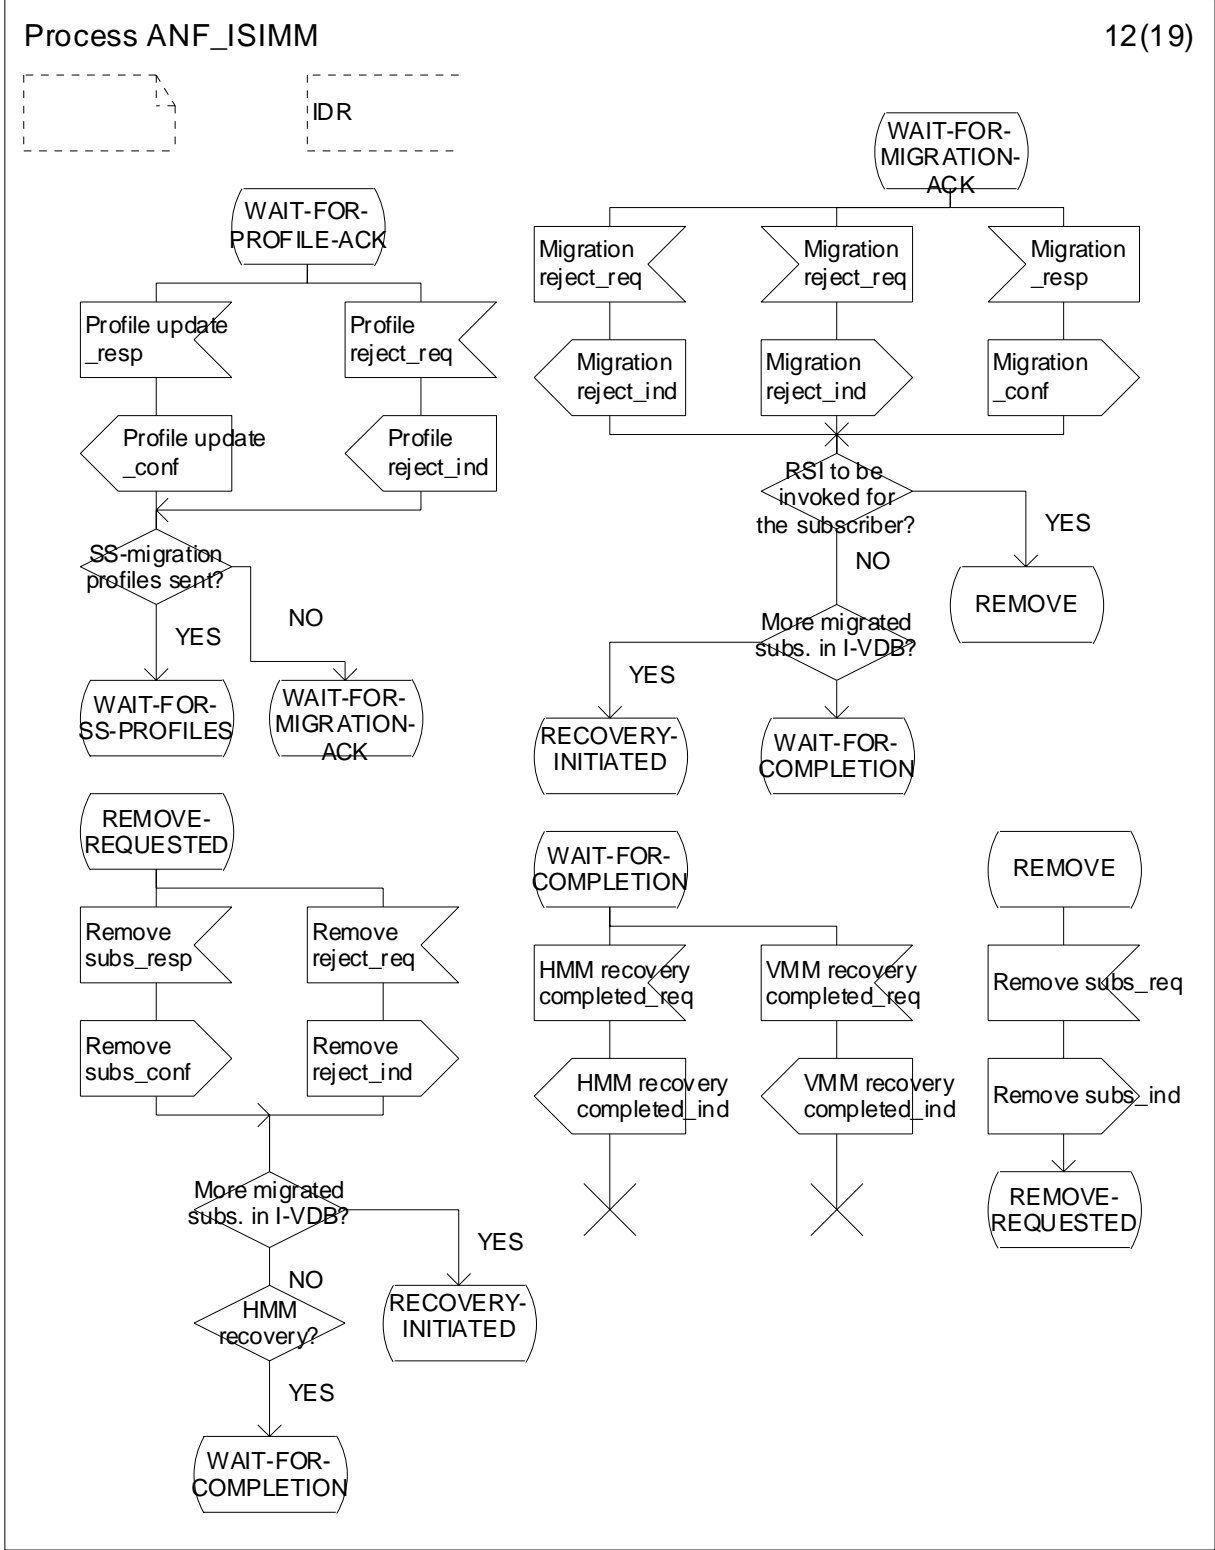 Process ANF_ISIMM
12(19)
IDR
WAIT-FOR-
PROFILE-ACK
Profile update
_resp
Profile
reject_req
Profile update
_conf
Profile
reject_ind
SS-migration
profiles sent?
YES
NO
WAIT-FOR-
SS-PROFILES
WAIT-FOR-
MIGRATION-
ACK
WAIT-FOR-
MIGRATION-
ACK
Migration
reject_req
Migration
reject_req
Migration
_resp
Migration
reject_ind
Migration
reject_ind
Migration
_conf
RSI to be
invoked for
the subscriber?
YES
NO
REMOVE
More migrated
subs. in I-VDB?
YES
RECOVERY-
INITIATED
WAIT-FOR-
COMPLETION
REMOVE-
REQUESTED
Remove
subs_resp
Remove
reject_req
Remove
subs_conf
Remove
reject_ind
More migrated
subs. in I-VDB?
YES
NO
HMM
recovery?
RECOVERY-
INITIATED
YES
WAIT-FOR-
COMPLETION
WAIT-FOR-
COMPLETION
HMM recovery
completed_req
VMM recovery
completed_req
HMM recovery
completed_ind
VMM recovery
completed_ind
REMOVE
Remove subs_req
Remove subs_ind
REMOVE-
REQUESTED